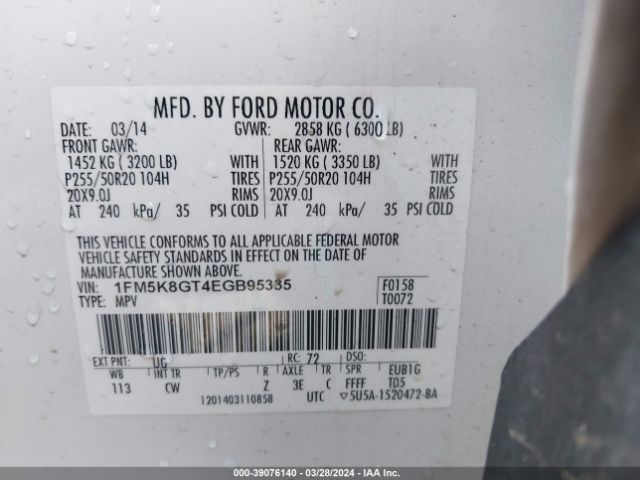 MFD. BY FORD MOTOR CO.
DATE: 03/14 GVWR: 2858 KG ( 6300 LB)
FRONT GAWR: REAR GAWR:
1452 KG ( 3200 LB) WITH 1520 KG ( 3350 LB) WITH
P255/50R20 104H TIRES P255/50R20 104H TIRES
20X9.0J RIMS 20X9.0J RIMS
AT 240 kPa/ 35 PSI COLD AT 240 kPa/ 35 PSI COLD
THIS VEHICLE CONFORMS TO ALL APPLICABLE FEDERAL MOTOR
VEHICLE SAFETY STANDARDS IN EFFECT ON THE DATE OF
MANUFACTURE SHOWN ABOVE.
VIN: 1FM5K8GT4EGB95335 F0158
TYPE: MPV T0072
EXT PNT: UG RC: 72 DSO:
WB INT TR TP/PS R AXLE TR SPR EUB1G
113 CW Z 3E C FFFF TD5
1201403110858 UTC ▽5U5A-1520472-BA
000-39076140 | 03/28/2024 | IAA Inc.